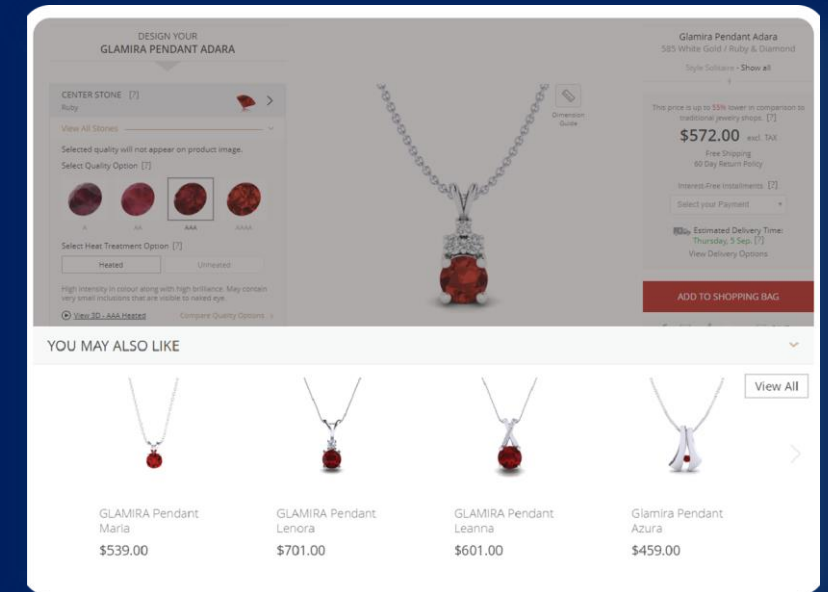 DESIGN YOUR
GLAMIRA PENDANT ADARA
CENTER STONE [?]
Ruby
View All Stones
Selected quality will not appear on product image.
Select Quality Option [?]
A AA AAA AAAA
Select Heat Treatment Option [?]
Heated Unheated
High intensity in colour along with high brilliance. May contain
very small inclusions that are visible to naked eye.
View 3D - AAA Heated Compare Quality Options
Dimension
Guide
Glamira Pendant Adara
585 White Gold / Ruby & Diamond
Style Solitaire - Show all
This price is up to 55% lower in comparison to
traditional jewelry shops. [?]
$572.00 excl. TAX
Free Shipping
60 Day Return Policy
Interest-Free Installments [?]
Select your Payment
Estimated Delivery Time:
Thursday, 5 Sep. [?]
View Delivery Options
ADD TO SHOPPING BAG
YOU MAY ALSO LIKE
View All
GLAMIRA Pendant
Maria
$539.00
GLAMIRA Pendant
Lenora
$701.00
GLAMIRA Pendant
Leanna
$601.00
Glamira Pendant
Azura
$459.00